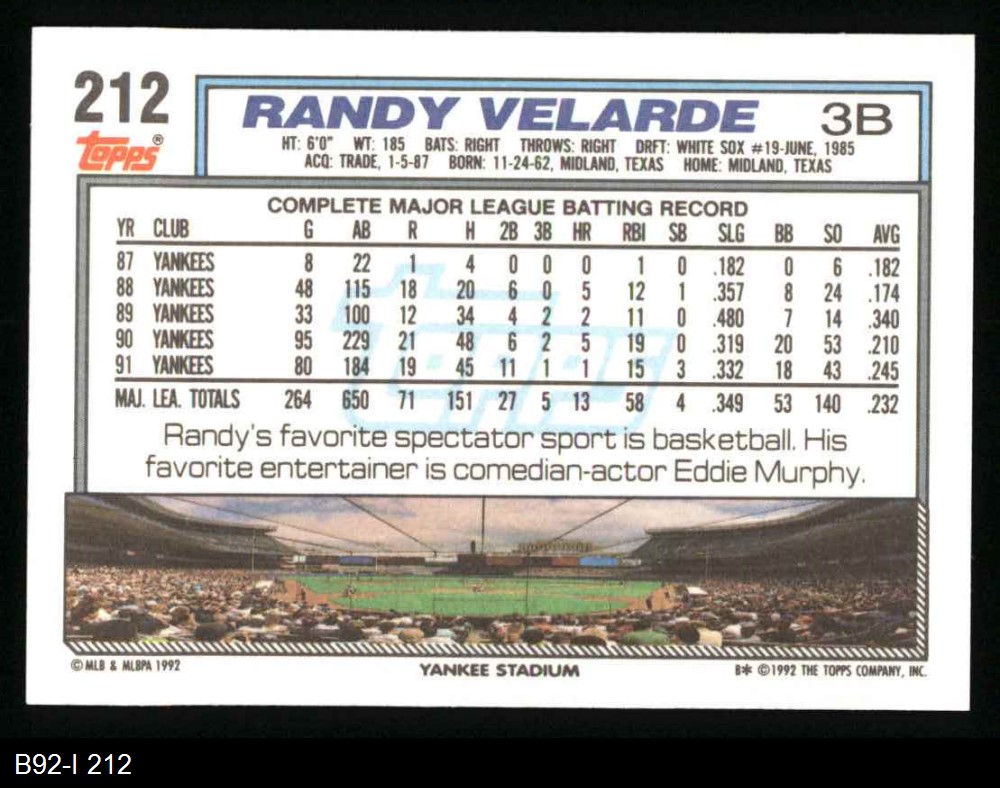 212
RANDY VELARDE 3B
topps®
HT: 6'0" WT: 185 BATS: RIGHT THROWS: RIGHT DRFT: WHITE SOX #19-JUNE, 1985
ACQ: TRADE, 1-5-87 BORN: 11-24-62, MIDLAND, TEXAS HOME: MIDLAND, TEXAS
COMPLETE MAJOR LEAGUE BATTING RECORD
YR CLUB G AB R H 2B 3B HR RBI SB SLG BB SO AVG
87 YANKEES 8 22 1 4 0 0 0 1 0 .182 0 6 .182
88 YANKEES 48 115 18 20 6 0 5 12 1 .357 8 24 .174
89 YANKEES 33 100 12 34 4 2 2 11 0 .480 7 14 .340
90 YANKEES 95 229 21 48 6 2 5 19 0 .319 20 53 .210
91 YANKEES 80 184 19 45 11 1 1 15 3 .332 18 43 .245
MAJ. LEA. TOTALS 264 650 71 151 27 5 13 58 4 .349 53 140 .232
topps
Randy's favorite spectator sport is basketball. His
favorite entertainer is comedian-actor Eddie Murphy.
© MLB & MLBPA 1992 YANKEE STADIUM B* ©1992 THE TOPPS COMPANY, INC.
B92-I 212